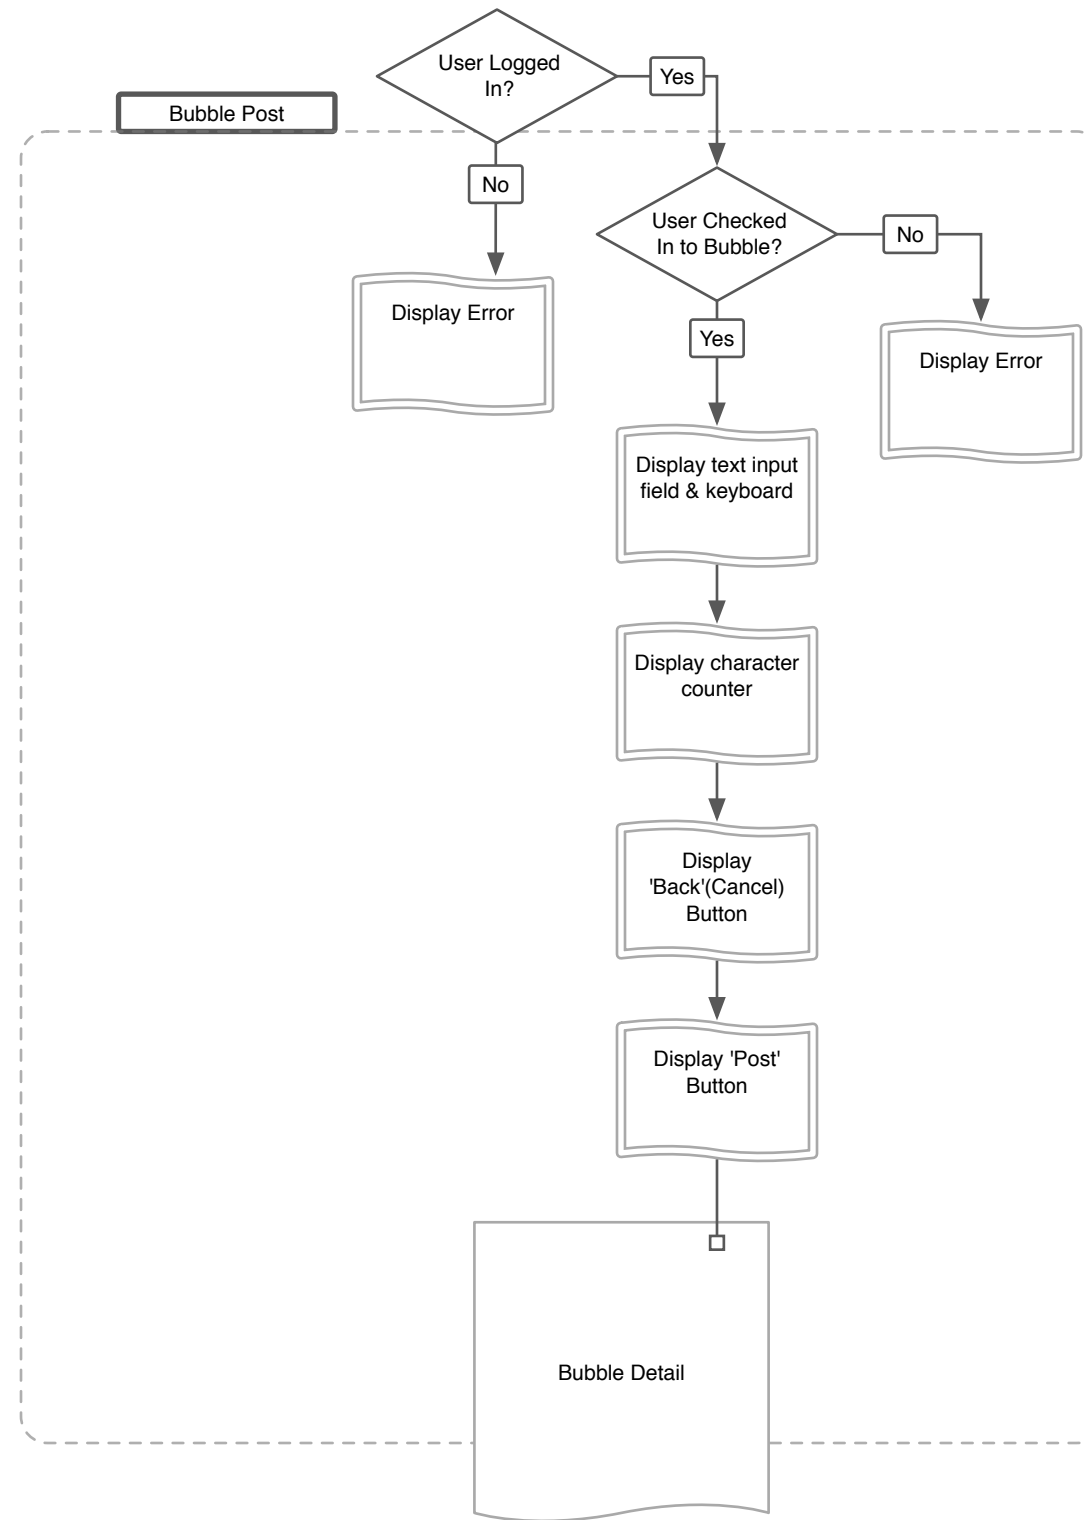 User Logged
In?
Yes
Bubble Post
No
User Checked
In to Bubble?
No
Display Error
Yes
Display Error
Display text input
field & keyboard
Display character
counter
Display
'Back'(Cancel)
Button
Display 'Post'
Button
Bubble Detail